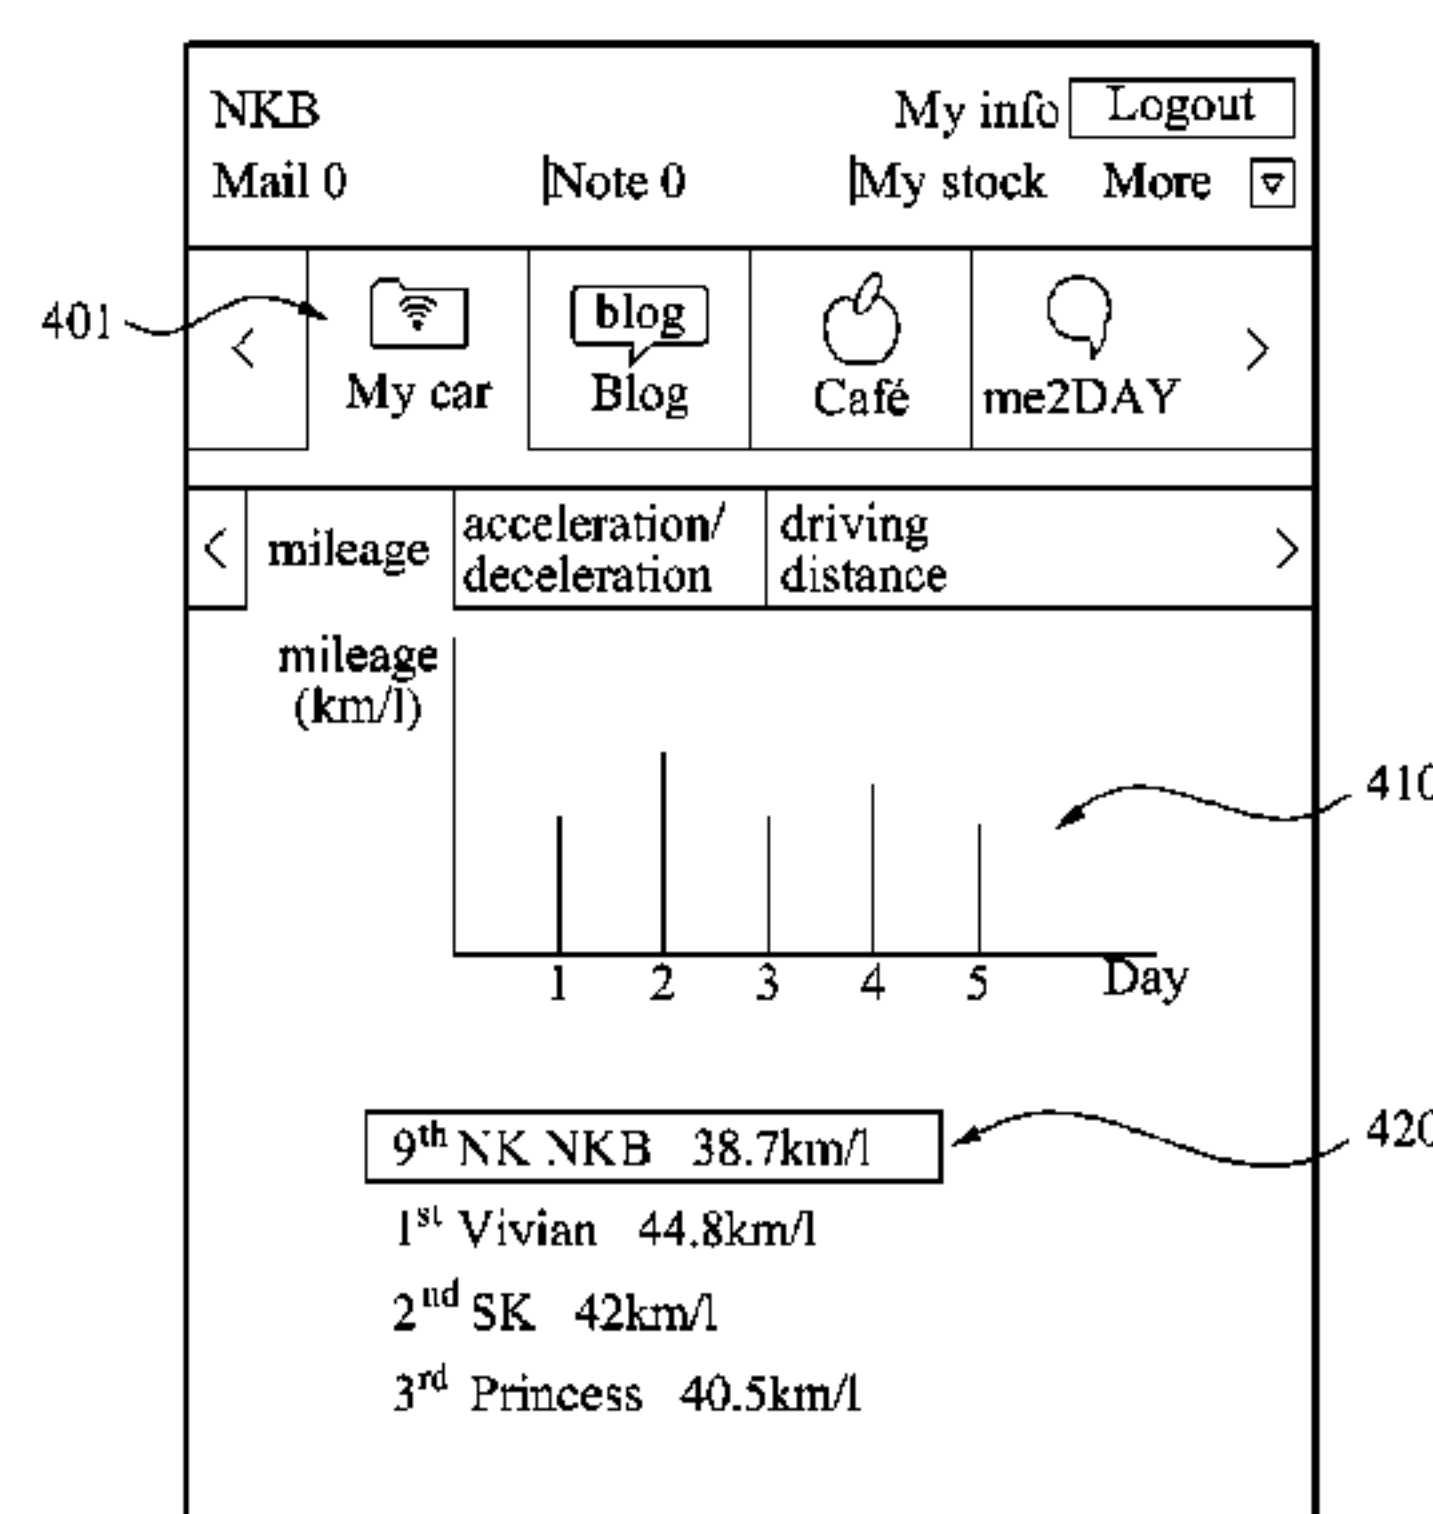 NKB My info Logout
Mail 0 Note 0 My stock More
401
blog
My car Blog Café me2DAY
mileage acceleration/ deceleration driving distance
mileage
(km/l)
410
1 2 3 4 5 Day
9th NK NKB 38.7km/l
420
1st Vivian 44.8km/l
2nd SK 42km/l
3rd Princess 40.5km/l